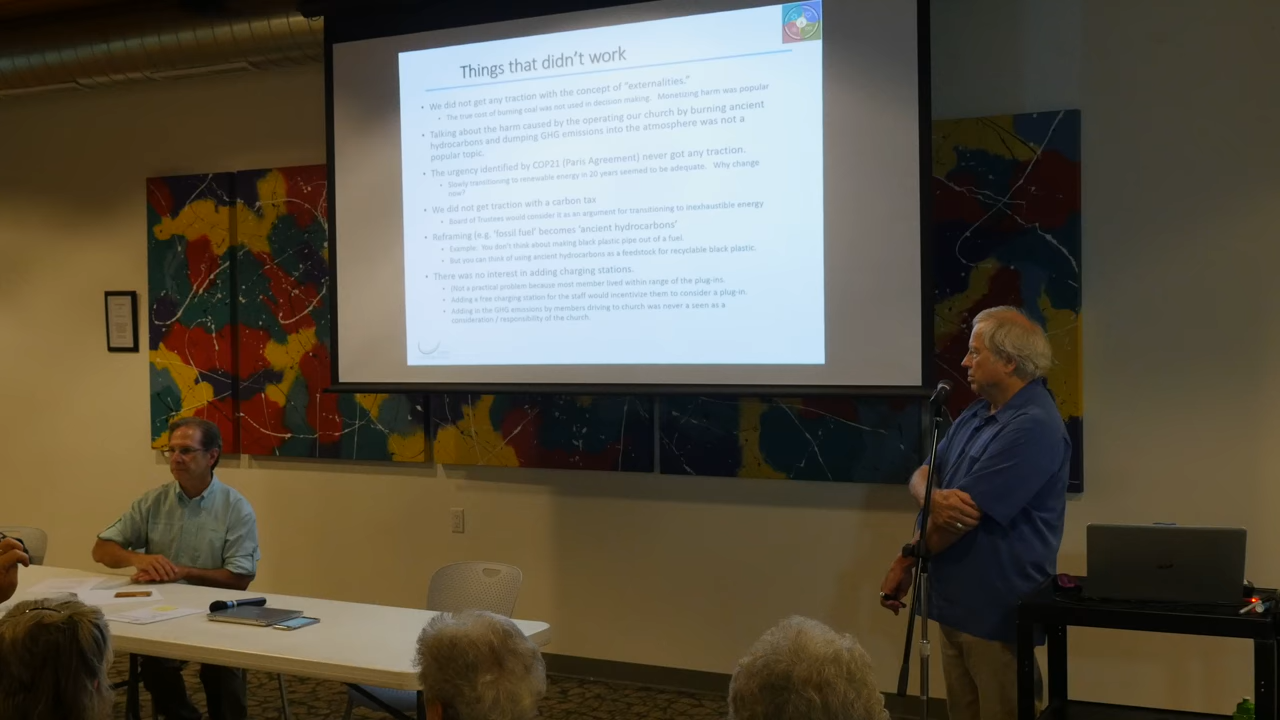 Things that didn't work
• We did not get any traction with the concept of "externalities."
• The true cost of burning coal was not used in decision making. Monetizing harm was popular
• Talking about the harm caused by the operating our church by burning ancient
hydrocarbons and dumping GHG emissions into the atmosphere was not a
popular topic.
• The urgency identified by COP21 (Paris Agreement) never got any traction.
• Slowly transitioning to renewable energy in 20 years seemed to be adequate. Why change
now?
• We did not get traction with a carbon tax
• Board of Trustees would consider it as an argument for transitioning to inexhaustible energy
• Reframing (e.g. 'fossil fuel' becomes 'ancient hydrocarbons'
• Example: You don't think about making black plastic pipe out of a fuel.
• But you can think of using ancient hydrocarbons as a feedstock for recyclable black plastic.
• There was no interest in adding charging stations.
• (Not a practical problem because most member lived within range of the plug-ins.
• Adding a free charging station for the staff would incentivize them to consider a plug-in.
• Adding in the GHG emissions by members driving to church was never a seen as a
consideration / responsibility of the church